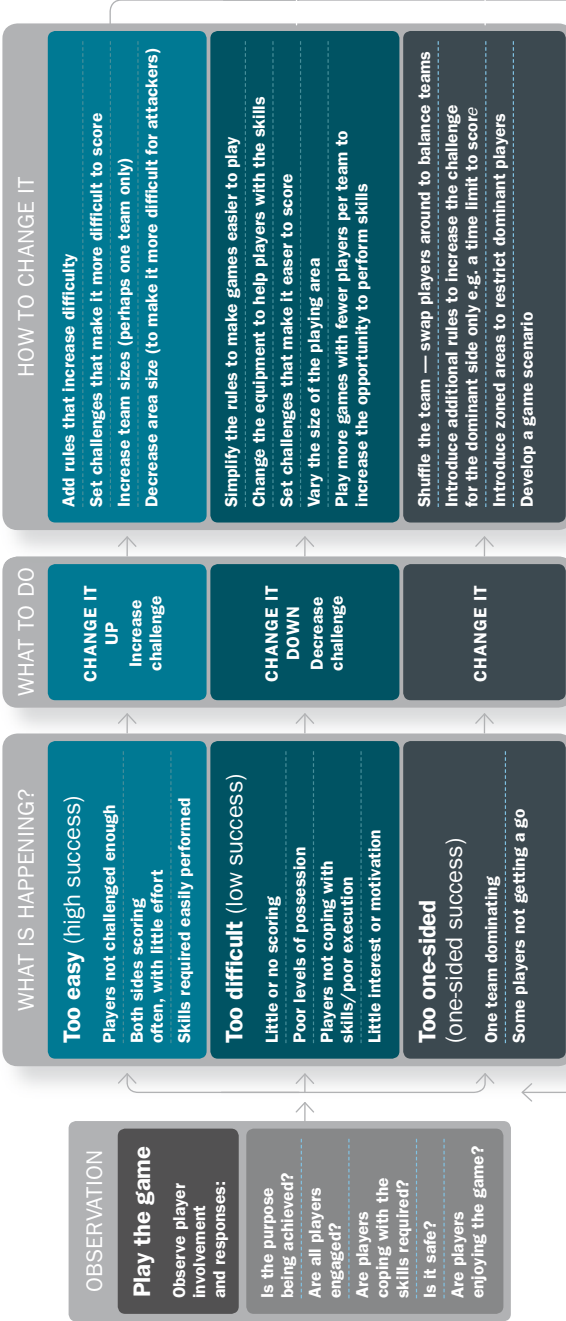 OBSERVATION
Play the game
Observe player
involvement
and responses:
Is the purpose
being achieved?
Are all players
engaged?
Are players
coping with the
skills required?
Is it safe?
Are players
enjoying the game?
WHAT IS HAPPENING?
Too easy (high success)
Players not challenged enough
Both sides scoring
often, with little effort
Skills required easily performed
Too difficult (low success)
Little or no scoring
Poor levels of possession
Players not coping with
skills/poor execution
Little interest or motivation
Too one-sided
(one-sided success)
One team dominating
Some players not getting a go
WHAT TO DO
CHANGE IT
UP
Increase
challenge
CHANGE IT
DOWN
Decrease
challenge
CHANGE IT
HOW TO CHANGE IT
Add rules that increase difficulty
Set challenges that make it more difficult to score
Increase team sizes (perhaps one team only)
Decrease area size (to make it more difficult for attackers)
Simplify the rules to make games easier to play
Change the equipment to help players with the skills
Set challenges that make it easier to score
Vary the size of the playing area
Play more games with fewer players per team to
increase the opportunity to perform skills
Shuffle the team — swap players around to balance teams
Introduce additional rules to increase the challenge
for the dominant side only e.g. a time limit to score
Introduce zoned areas to restrict dominant players
Develop a game scenario